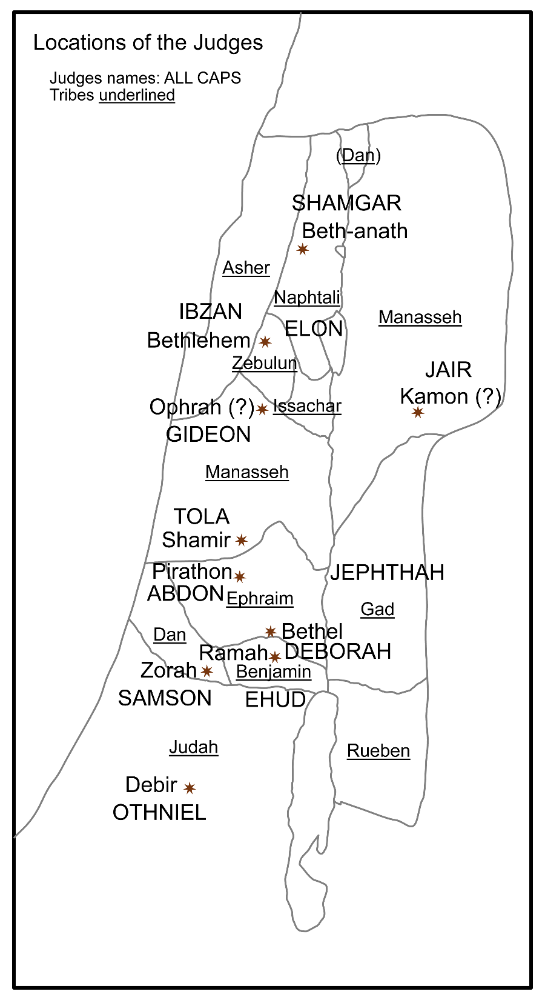 Locations of the Judges
Judges names: ALL CAPS
Tribes underlined
(Dan)
SHAMGAR
Beth-anath
Asher
Naphtali
IBZAN
Manasseh
ELON
Bethlehem
Zebulun
JAIR
Kamon (?)
Ophrah (?)
Issachar
GIDEON
Manasseh
TOLA
Shamir
Pirathon
JEPHTHAH
ABDON
Ephraim
Gad
Bethel
Dan
Ramah
DEBORAH
Zorah
Benjamin
SAMSON
EHUD
Judah
Rueben
Debir
OTHNIEL